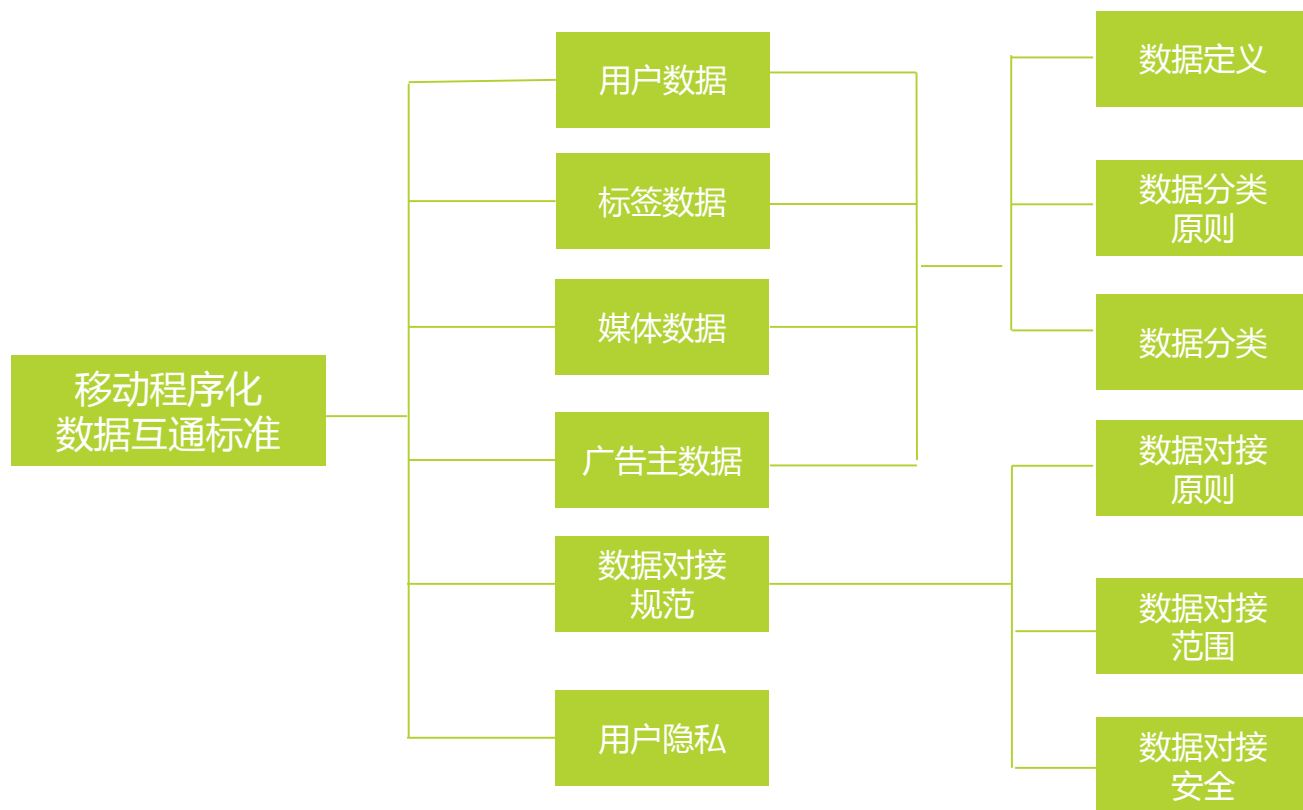 移动程序化
数据互通标准
用户数据
标签数据
媒体数据
广告主数据
数据对接
规范
用户隐私
数据定义
数据分类
原则
数据分类
数据对接
原则
数据对接
范围
数据对接
安全